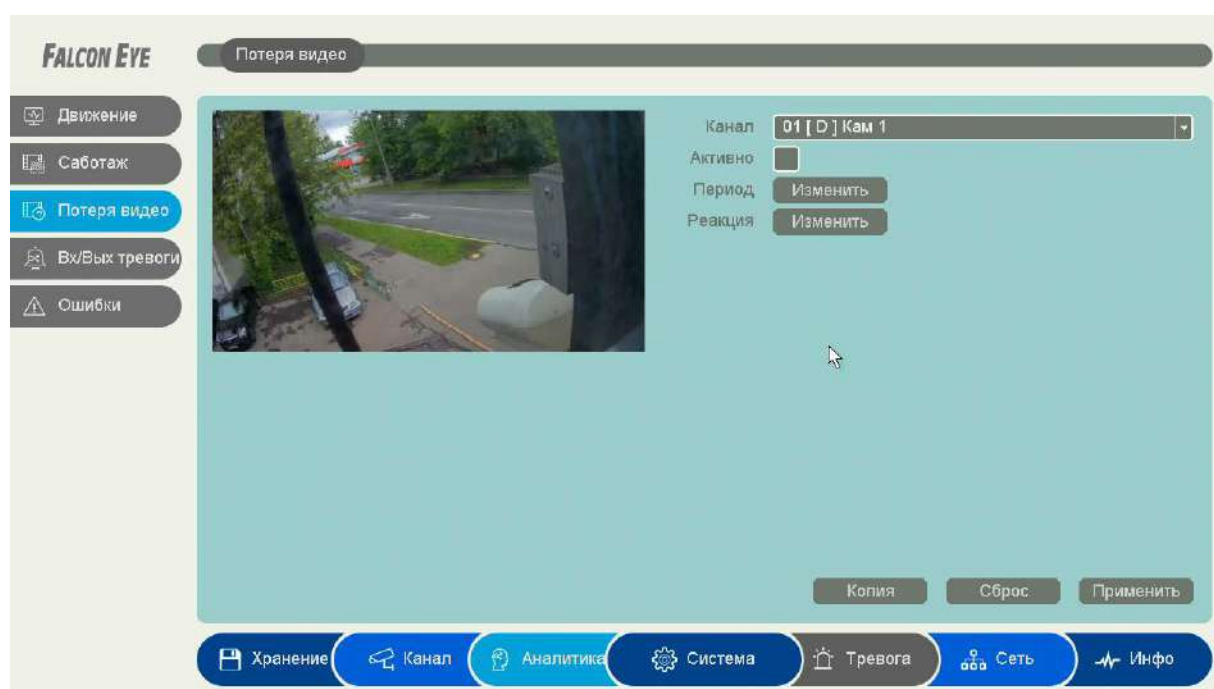 FALCON EYE
Потеря видео
Движение
Саботаж
Потеря видео
Вх/Вых тревоги
Ошибки
Канал 01 [ D ] Кам 1
Активно
Период Изменить
Реакция Изменить
Копия Сброс Применить
Хранение Канал Аналитика Система Тревога Сеть Инфо